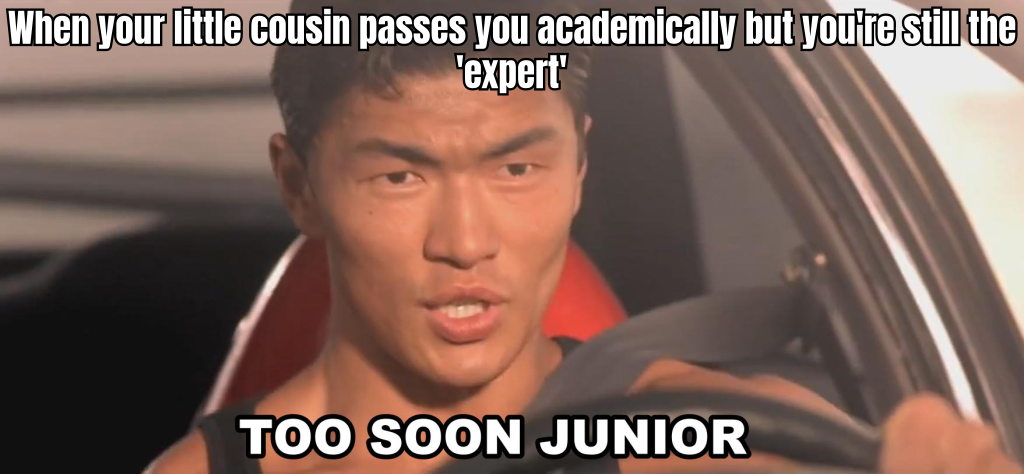 When your little cousin passes you academically but you're still the
'expert'
TOO SOON JUNIOR